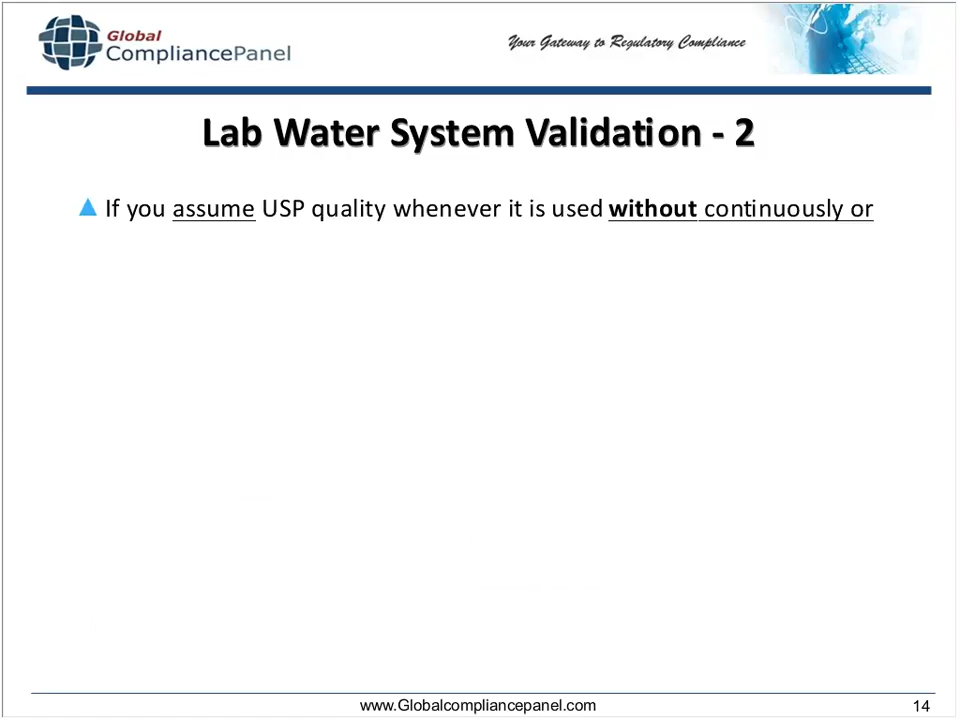 Global
CompliancePanel
Your Gateway to Regulatory Compliance
Lab Water System Validation - 2
If you assume USP quality whenever it is used without continuously or
www.Globalcompliancepanel.com
14